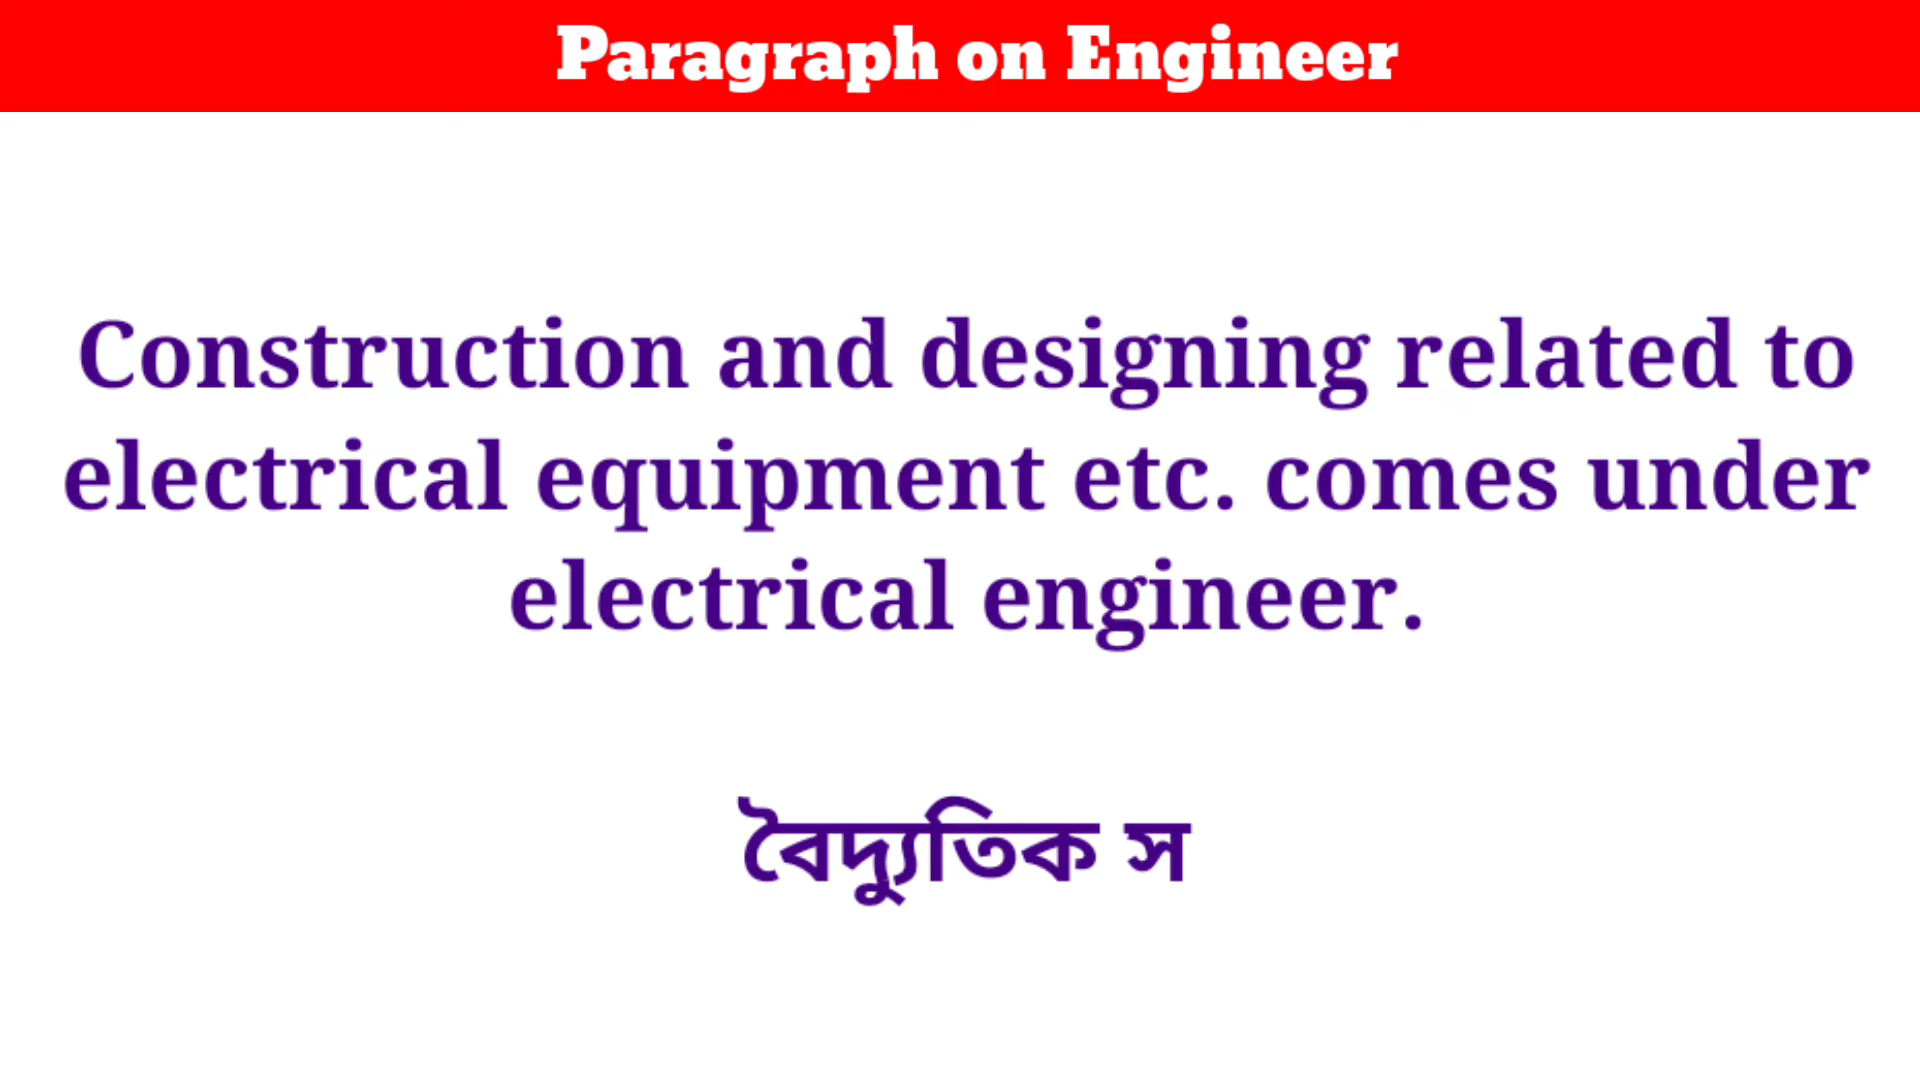 Paragraph on Engineer
Construction and designing related to
electrical equipment etc. comes under
electrical engineer.
বৈদ্যুতিক স